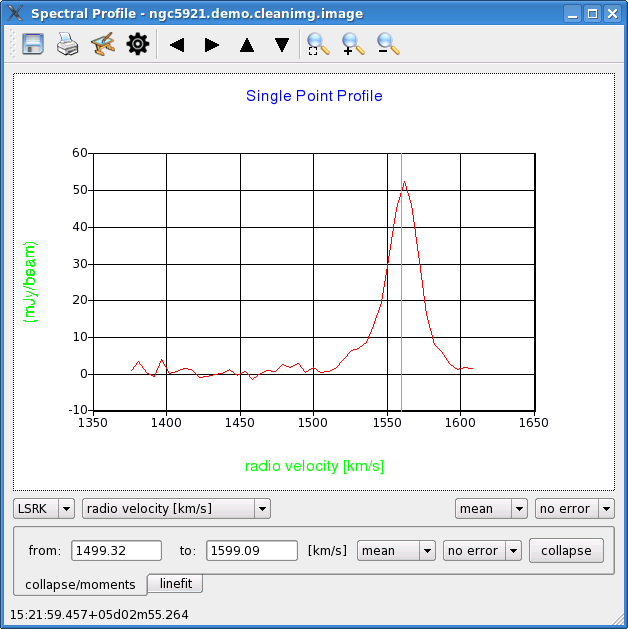 Spectral Profile - ngc5921.demo.cleanimg.image
Single Point Profile
60
50
40
30
20
10
0
-10
(mJy/beam)
1350 1400 1450 1500 1550 1600 1650
radio velocity [km/s]
LSRK radio velocity [km/s] mean no error
from: 1499.32 to: 1599.09 [km/s] mean no error collapse
collapse/moments linefit
15:21:59.457+05d02m55.264